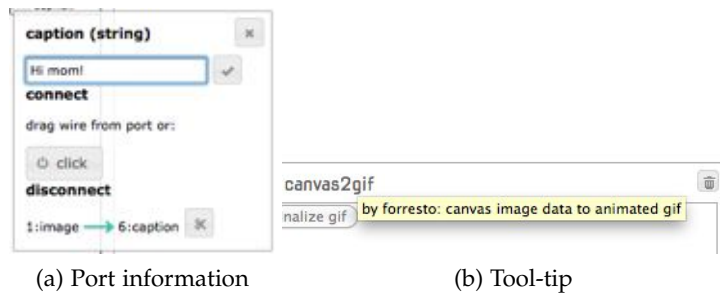 caption (string)
Hi mom!
connect
drag wire from port or:
click
disconnect
1:image 6:caption
canvas2gif
nalize gif
by forresto: canvas image data to animated gif
(a) Port information
(b) Tool-tip